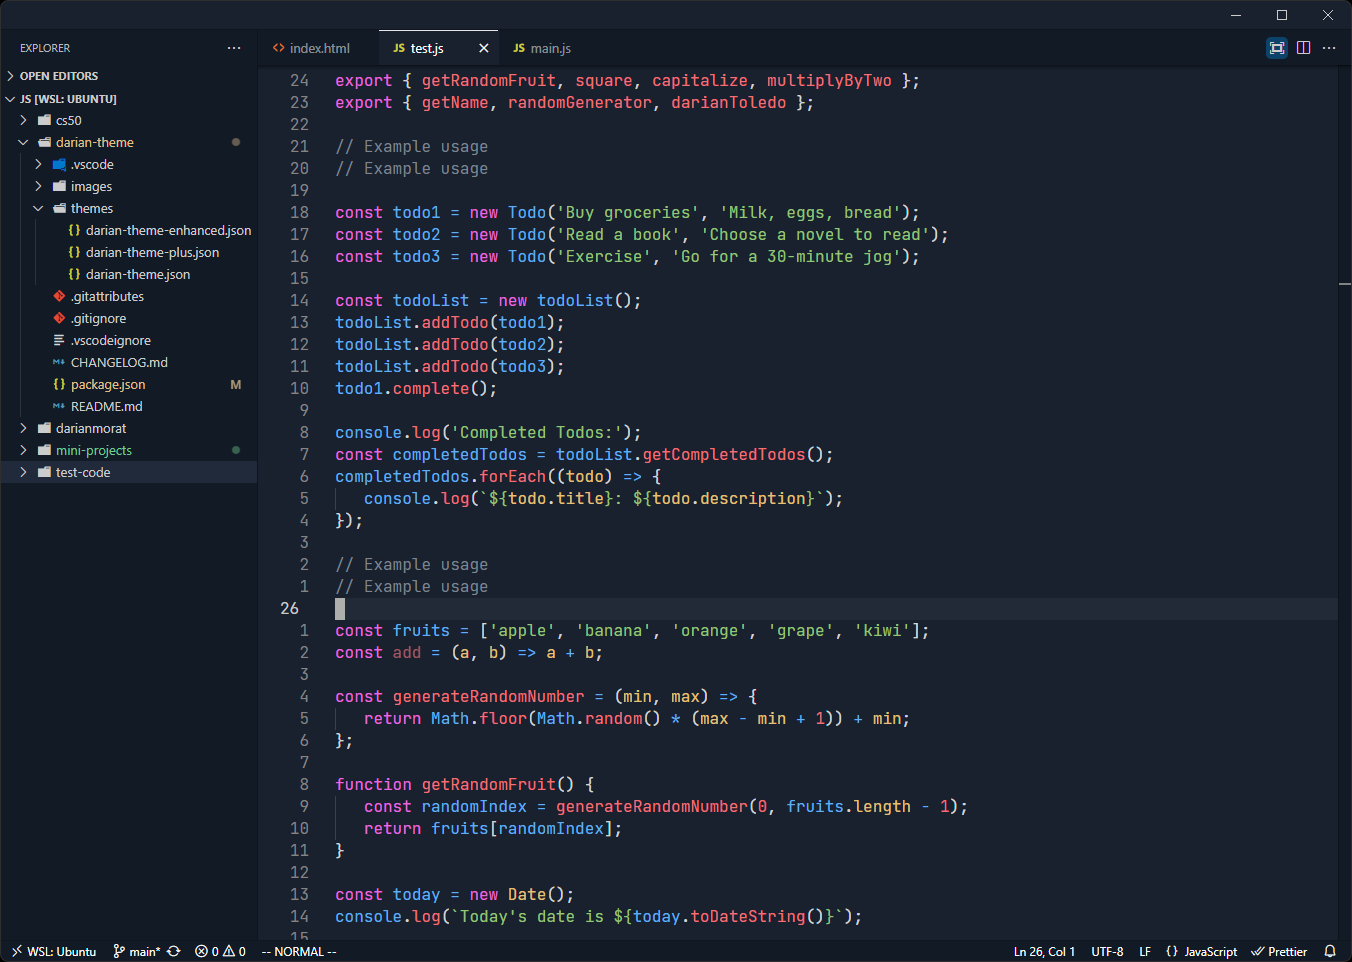 EXPLORER
OPEN EDITORS
JS [WSL: UBUNTU]
cs50
darian-theme
.vscode
images
themes
{} darian-theme-enhanced.json
{} darian-theme-plus.json
{} darian-theme.json
.gitattributes
.gitignore
.vscodeignore
CHANGELOG.md
{} package.json M
README.md
darianmorat
mini-projects
test-code
<> index.html JS test.js JS main.js
24 export { getRandomFruit, square, capitalize, multiplyByTwo };
23 export { getName, randomGenerator, darianToledo };
22
21 // Example usage
20 // Example usage
19
18 const todo1 = new Todo('Buy groceries', 'Milk, eggs, bread');
17 const todo2 = new Todo('Read a book', 'Choose a novel to read');
16 const todo3 = new Todo('Exercise', 'Go for a 30-minute jog');
15
14 const todoList = new todoList();
13 todoList.addTodo(todo1);
12 todoList.addTodo(todo2);
11 todoList.addTodo(todo3);
10 todo1.complete();
9
8 console.log('Completed Todos:');
7 const completedTodos = todoList.getCompletedTodos();
6 completedTodos.forEach((todo) => {
5 console.log(`${todo.title}: ${todo.description}`);
4 });
3
2 // Example usage
1 // Example usage
26
1 const fruits = ['apple', 'banana', 'orange', 'grape', 'kiwi'];
2 const add = (a, b) => a + b;
3
4 const generateRandomNumber = (min, max) => {
5 return Math.floor(Math.random() * (max - min + 1)) + min;
6 };
7
8 function getRandomFruit() {
9 const randomIndex = generateRandomNumber(0, fruits.length - 1);
10 return fruits[randomIndex];
11 }
12
13 const today = new Date();
14 console.log(`Today's date is ${today.toDateString()}`);
15
WSL: Ubuntu main* 0 0 -- NORMAL -- Ln 26, Col 1 UTF-8 LF {} JavaScript Prettier